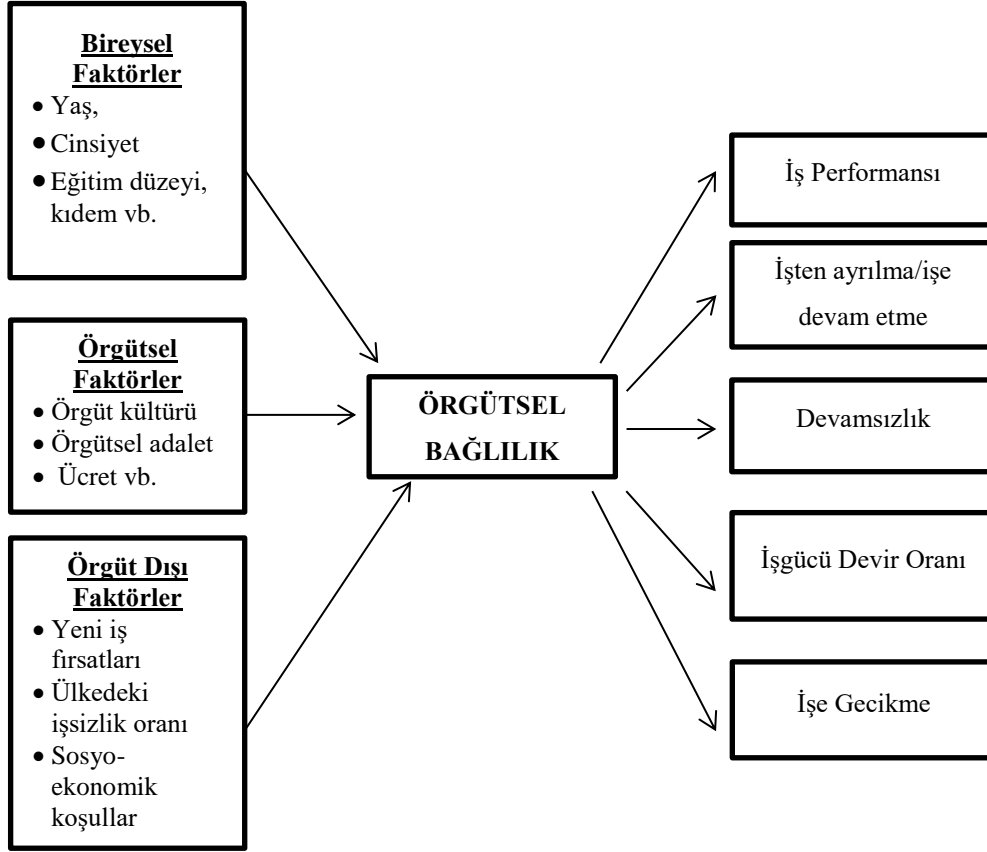 Bireysel
Faktörler
• Yaş,
• Cinsiyet
• Eğitim düzeyi,
kıdem vb.
Örgütsel
Faktörler
• Örgüt kültürü
• Örgütsel adalet
• Ücret vb.
Örgüt Dışı
Faktörler
• Yeni iş
fırsatları
• Ülkedeki
işsizlik oranı
• Sosyo-
ekonomik
koşullar
ÖRGÜTSEL
BAĞLILIK
İş Performansı
İşten ayrılma/işe
devam etme
Devamsızlık
İşgücü Devir Oranı
İşe Gecikme